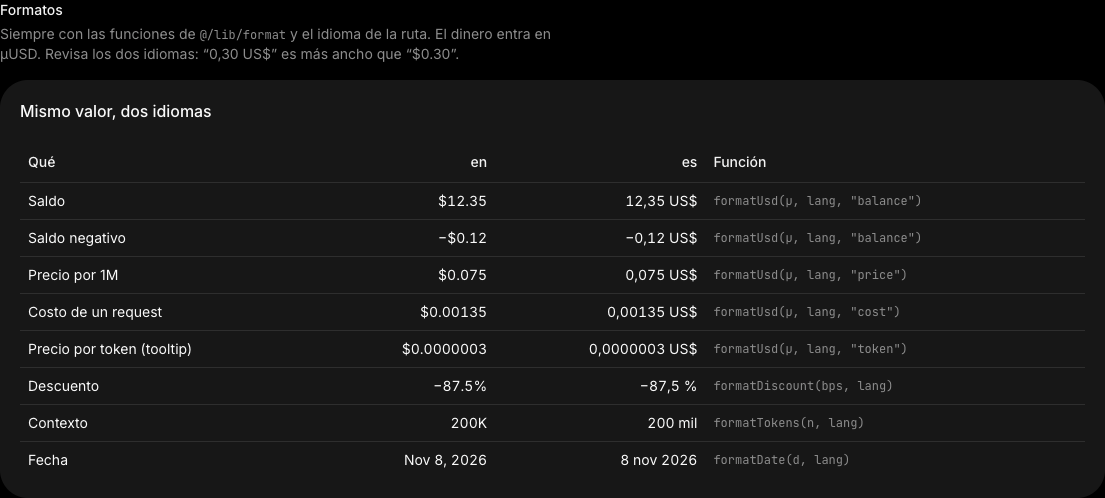 Formatos
Siempre con las funciones de @/lib/format y el idioma de la ruta. El dinero entra en
µUSD. Revisa los dos idiomas: “0,30 US$” es más ancho que “$0.30”.
Mismo valor, dos idiomas
Qué en es Función
Saldo $12.35 12,35 US$ formatUsd(µ, lang, "balance")
Saldo negativo −$0.12 −0,12 US$ formatUsd(µ, lang, "balance")
Precio por 1M $0.075 0,075 US$ formatUsd(µ, lang, "price")
Costo de un request $0.00135 0,00135 US$ formatUsd(µ, lang, "cost")
Precio por token (tooltip) $0.0000003 0,0000003 US$ formatUsd(µ, lang, "token")
Descuento −87.5% −87,5 % formatDiscount(bps, lang)
Contexto 200K 200 mil formatTokens(n, lang)
Fecha Nov 8, 2026 8 nov 2026 formatDate(d, lang)